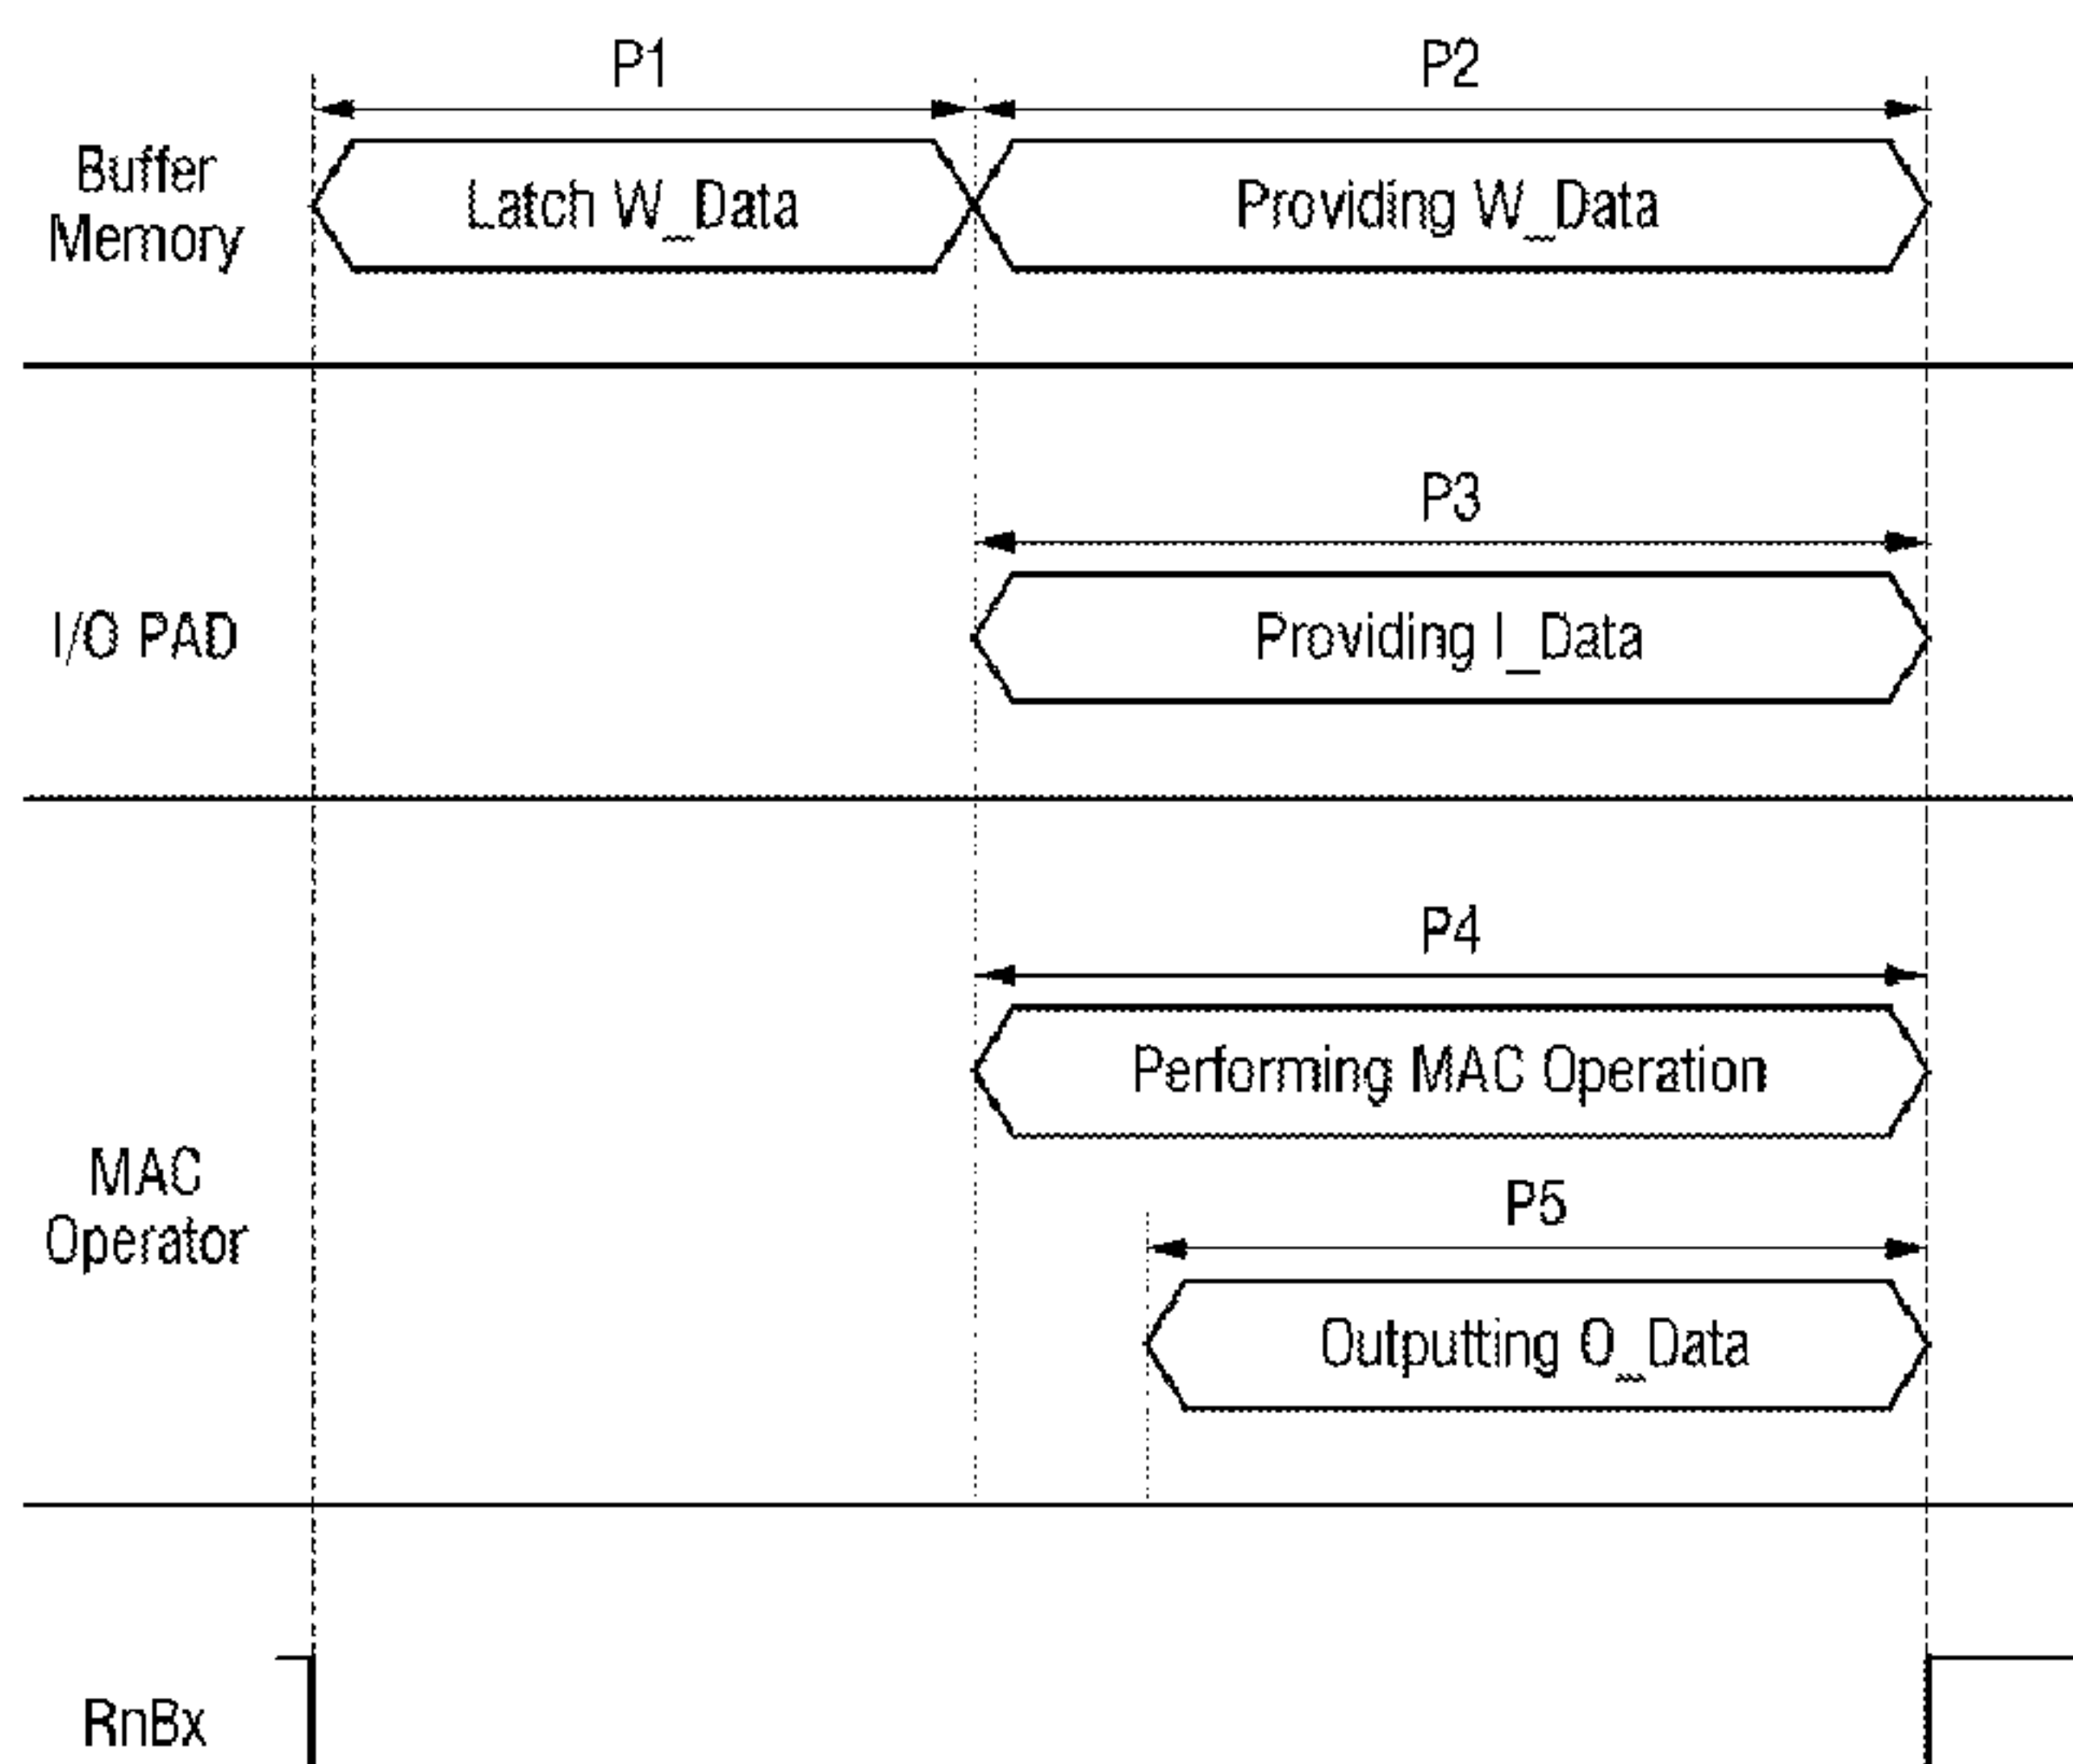 P1
P2
Buffer
Memory
Latch W_Data
Providing W_Data
P3
I/O PAD
Providing I_Data
P4
Performing MAC Operation
MAC
Operator
P5
Outputting O_Data
RnBx